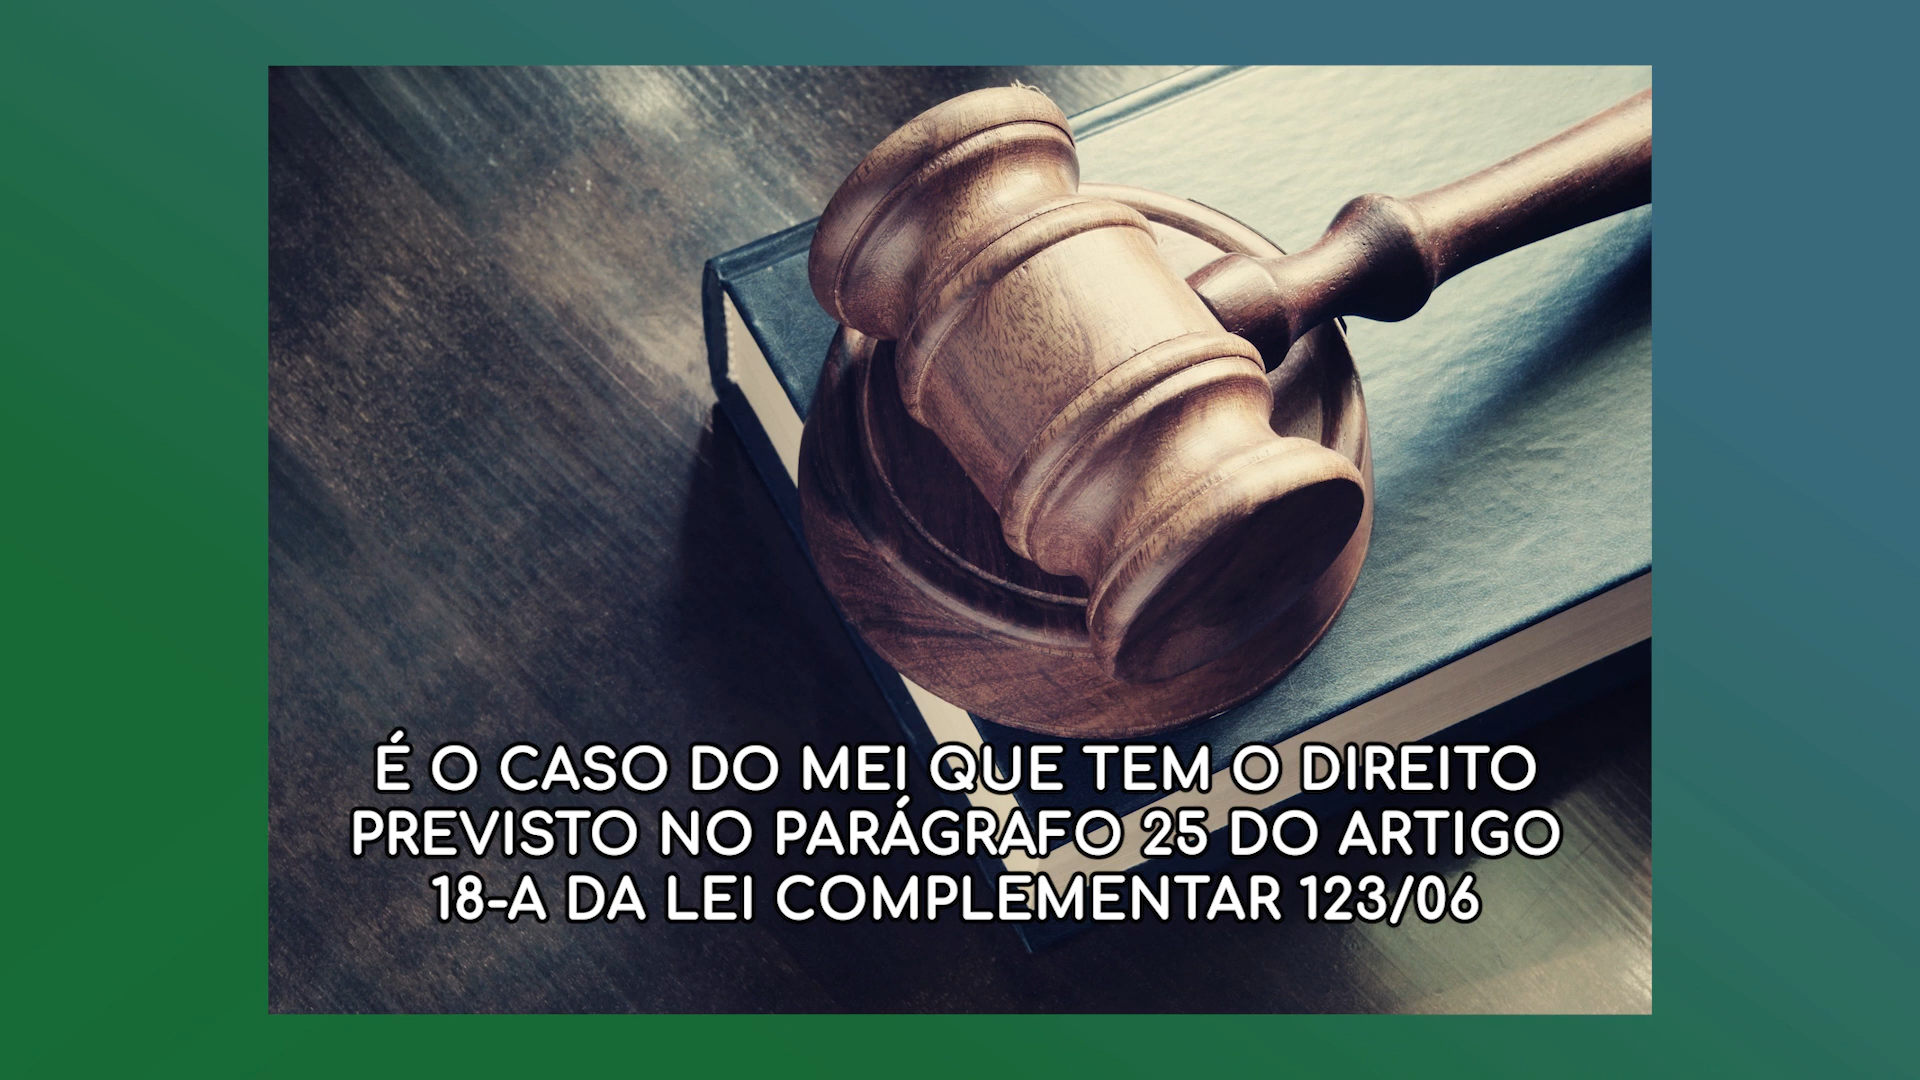 É O CASO DO MEI QUE TEM O DIREITO
PREVISTO NO PARÁGRAFO 25 DO ARTIGO
18-A DA LEI COMPLEMENTAR 123/06